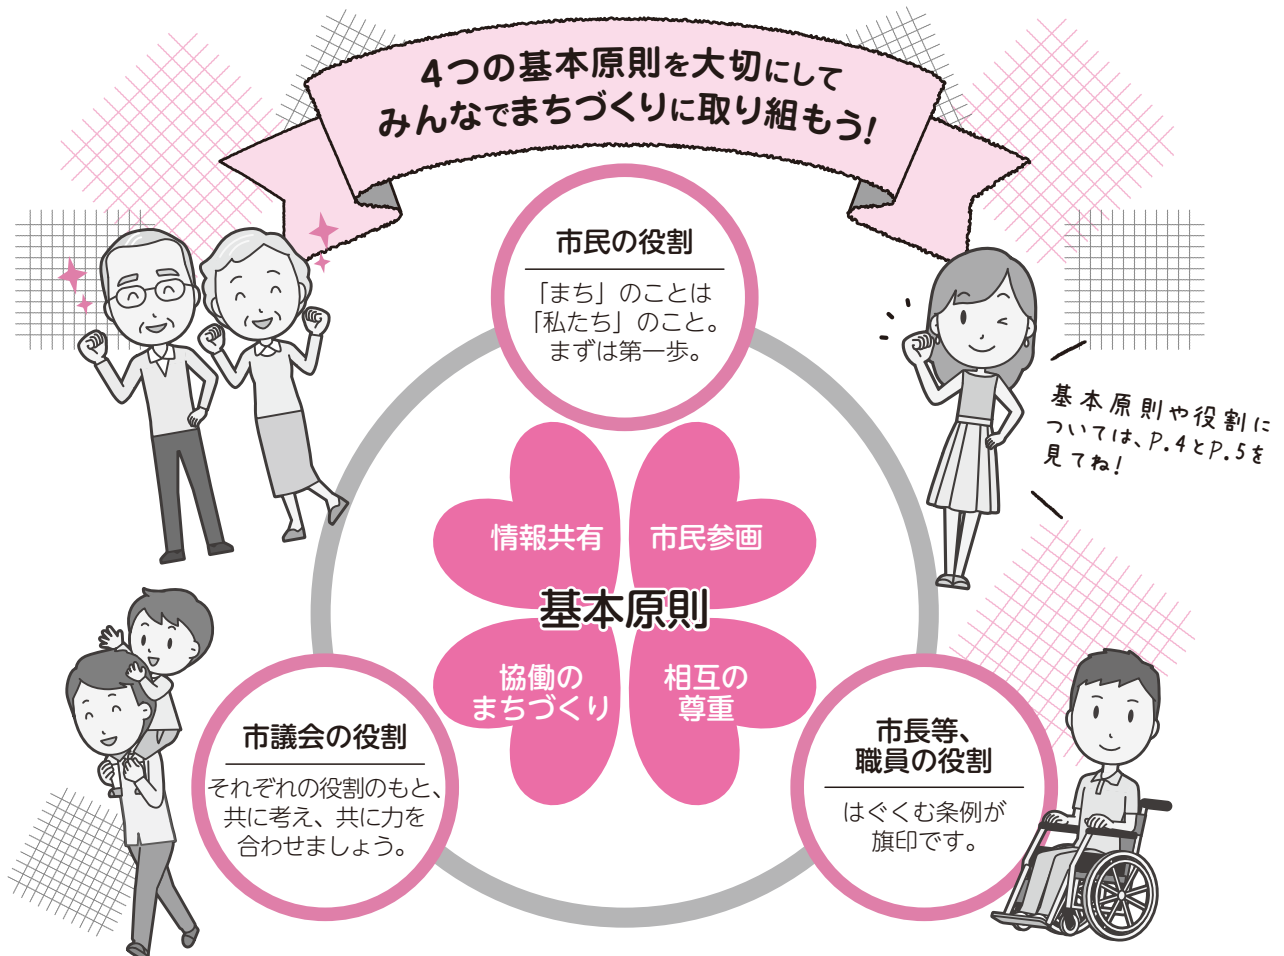 4つの基本原則を大切にして
みんなでまちづくりに取り組もう!
市民の役割
「まち」のことは
「私たち」のこと。
まずは第一歩。
基本原則や役割に
ついては、P.4とP.5を
見てね!
情報共有
市民参画
基本原則
協働の
まちづくり
相互の
尊重
市議会の役割
それぞれの役割のもと、
共に考え、共に力を
合わせましょう。
市長等、
職員の役割
はぐくむ条例が
旗印です。